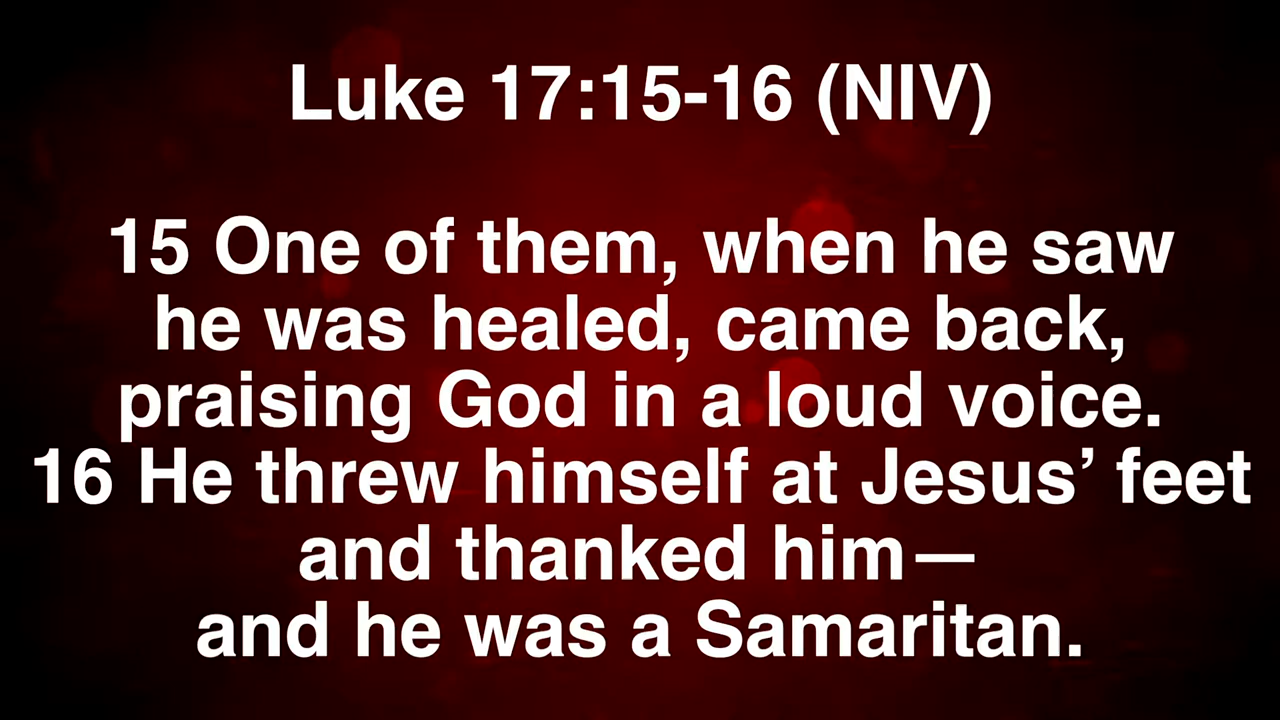 Luke 17:15-16 (NIV)
15 One of them, when he saw
he was healed, came back,
praising God in a loud voice.
16 He threw himself at Jesus’ feet
and thanked him—
and he was a Samaritan.